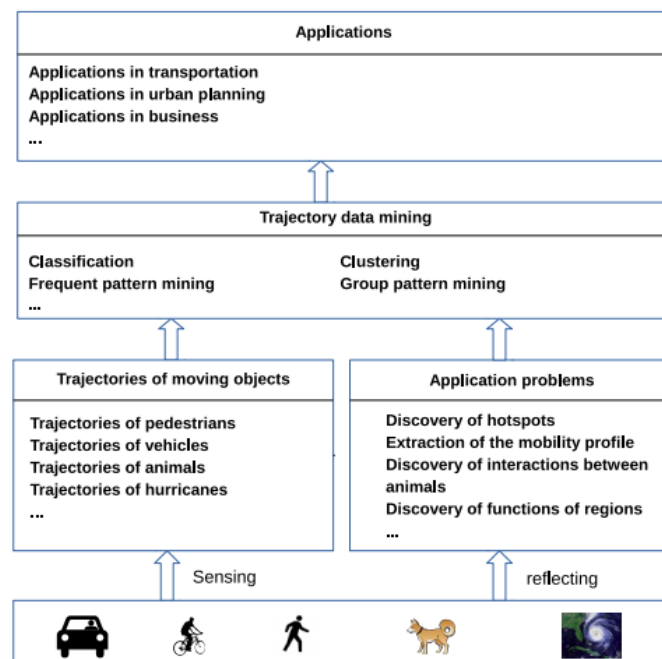 Applications
Applications in transportation
Applications in urban planning
Applications in business
...
Trajectory data mining
Classification
Clustering
Frequent pattern mining
Group pattern mining
...
Trajectories of moving objects
Trajectories of pedestrians
Trajectories of vehicles
Trajectories of animals
Trajectories of hurricanes
...
Application problems
Discovery of hotspots
Extraction of the mobility profile
Discovery of interactions between
animals
Discovery of functions of regions
...
Sensing
reflecting